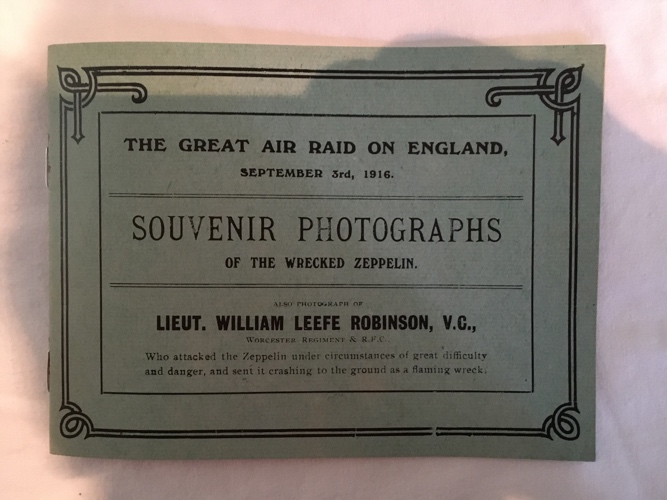 THE GREAT AIR RAID ON ENGLAND,
SEPTEMBER 3rd, 1916.
SOUVENIR PHOTOGRAPHS
OF THE WRECKED ZEPPELIN.
ALSO PHOTOGRAPH OF
LIEUT. WILLIAM LEEFE ROBINSON, V.C.,
WORCESTER REGIMENT & R.F.C.
Who attacked the Zeppelin under circumstances of great difficulty
and danger, and sent it crashing to the ground as a flaming wreck.